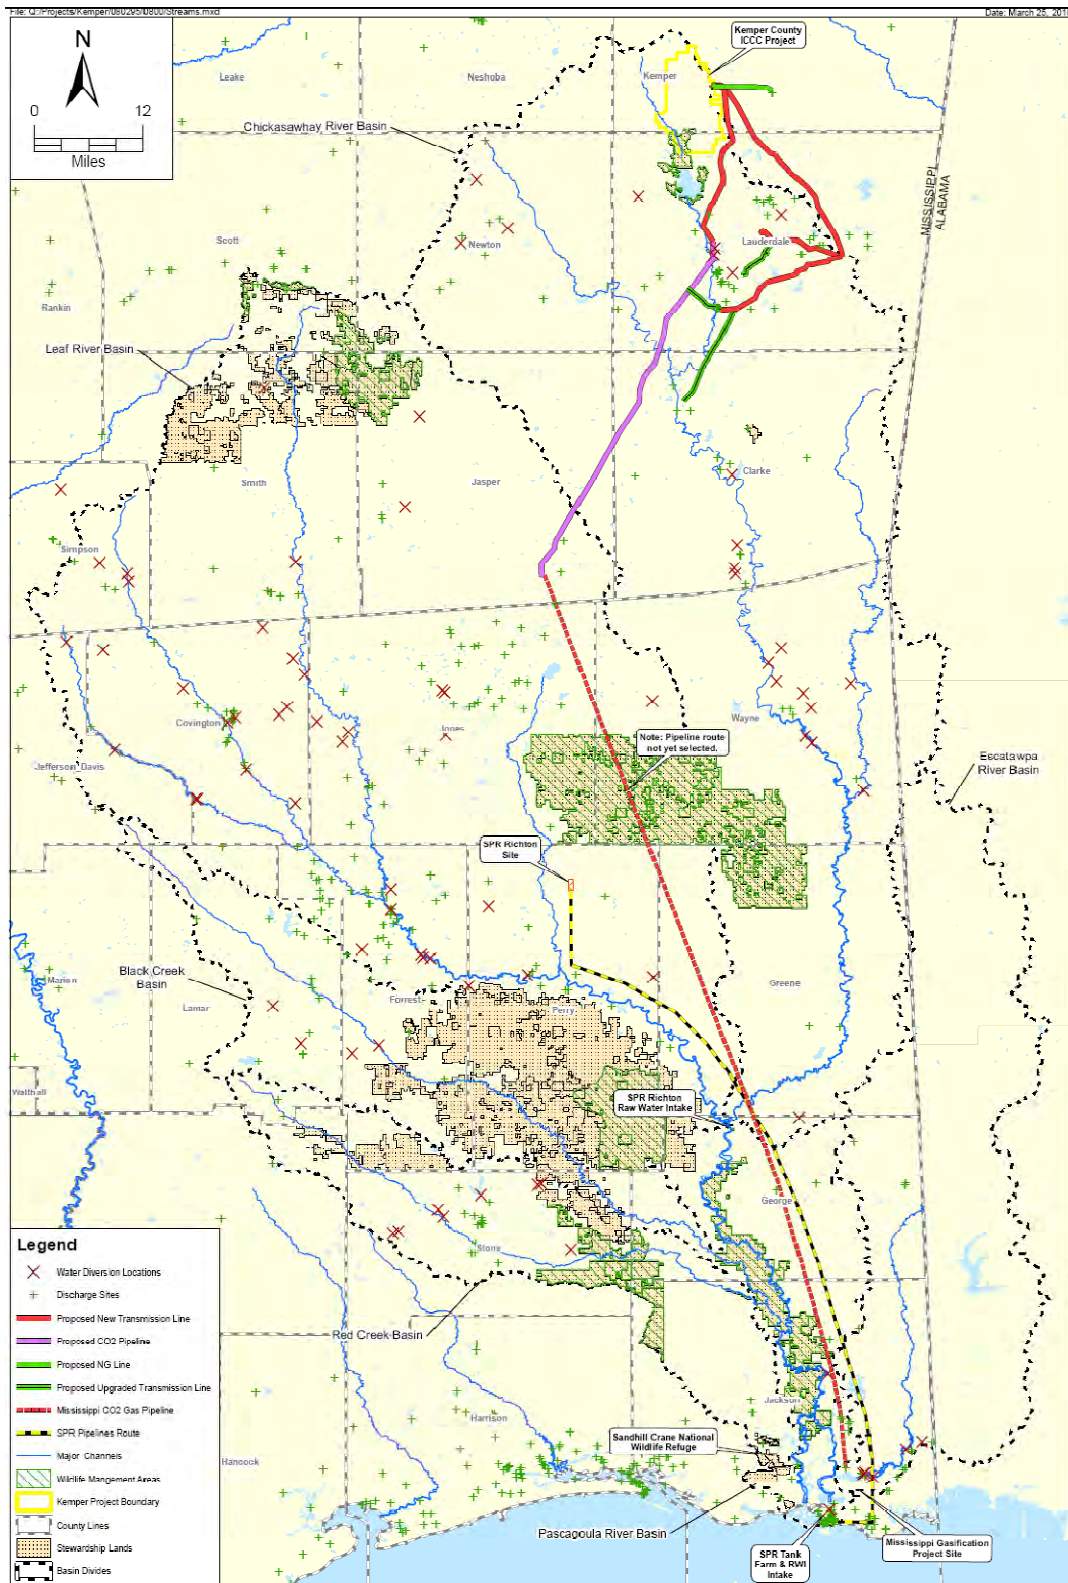 File: Q:/Projects/Kemper/080295/0800/Streams.mxd
Date: March 25, 201
N
0 12
Miles
Kemper County
ICCC Project
Leake
Neshoba
Kemper
Chickasawhay River Basin
MISSISSIPPI
ALABAMA
Scott
Newton
Lauderdale
Rankin
Leaf River Basin
Smith
Jasper
Clarke
Simpson
Covington
Jones
Wayne
Jefferson Davis
Note: Pipeline route
not yet selected.
Escatawpa
River Basin
SPR Richton
Site
Black Creek
Basin
Marion
Lamar
Forrest
Perry
Greene
Walthall
SPR Richton
Raw Water Intake
George
Stone
Red Creek Basin
Jackson
Harrison
Hancock
Sandhill Crane National
Wildlife Refuge
Pascagoula River Basin
SPR Tank
Farm & RWI
Intake
Mississippi Gasification
Project Site
Legend
Water Diversion Locations
Discharge Sites
Proposed New Transmission Line
Proposed CO2 Pipeline
Proposed NG Line
Proposed Upgraded Transmission Line
Mississippi CO2 Gas Pipeline
SPR Pipelines Route
Major Channels
Wildlife Mangement Areas
Kemper Project Boundary
County Lines
Stewardship Lands
Basin Divides